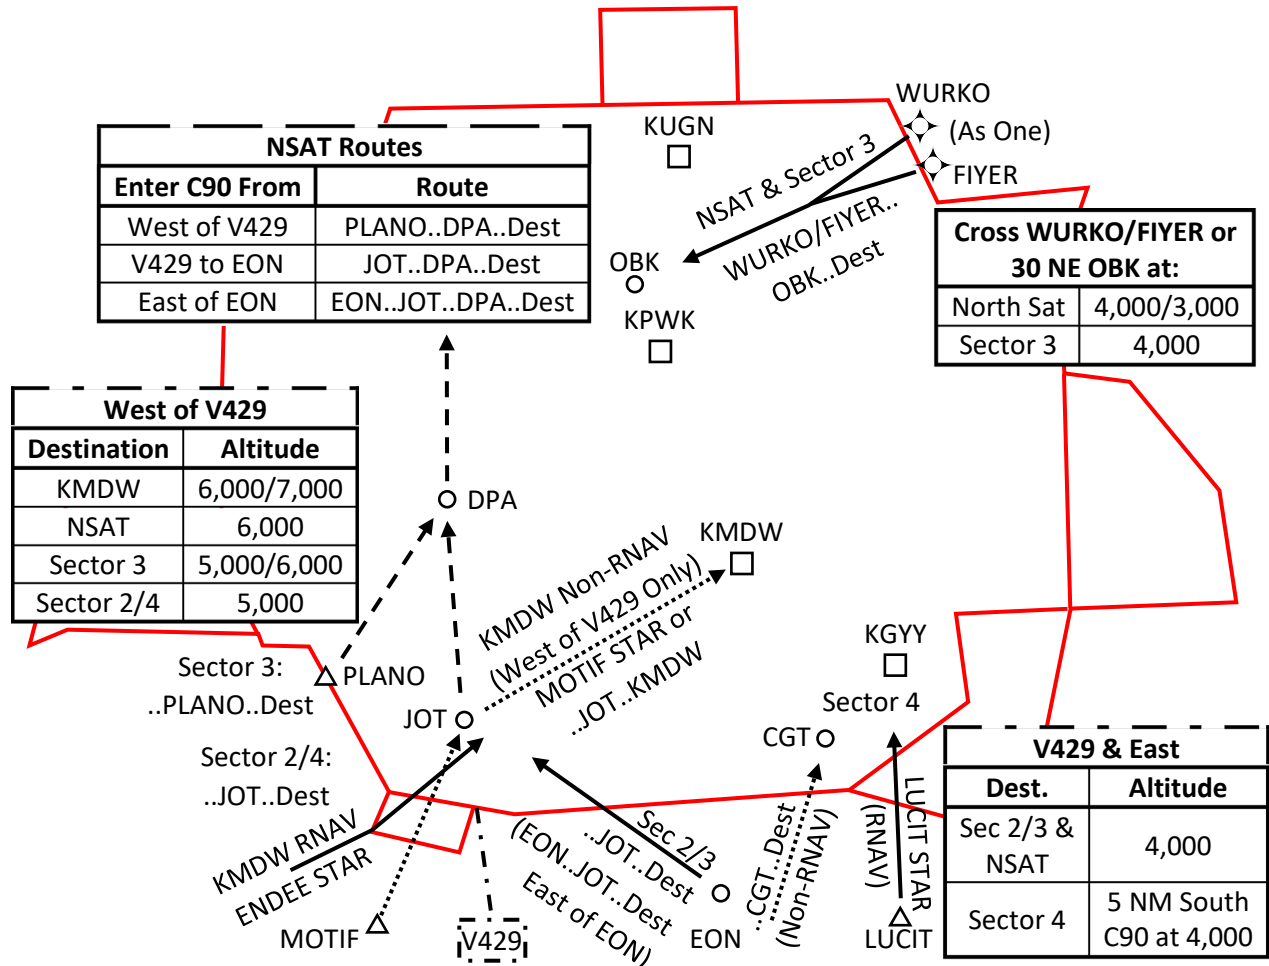 WURKO
(As One)
FIYER
KUGN
NSAT & Sector 3
WURKO/FIYER..
OBK..Dest
OBK
KPWK
NSAT Routes
Enter C90 From Route
West of V429 PLANO..DPA..Dest
V429 to EON JOT..DPA..Dest
East of EON EON..JOT..DPA..Dest
Cross WURKO/FIYER or
30 NE OBK at:
North Sat 4,000/3,000
Sector 3 4,000
West of V429
Destination Altitude
KMDW 6,000/7,000
NSAT 6,000
Sector 3 5,000/6,000
Sector 2/4 5,000
DPA
KMDW
KMDW Non-RNAV
(West of V429 Only)
MOTIF STAR or
..JOT..KMDW
Sector 3:
..PLANO..Dest
PLANO
JOT
Sector 2/4:
..JOT..Dest
KGYY
Sector 4
CGT
KMDW RNAV
ENDEE STAR
MOTIF
V429
Sec 2/3
..JOT..Dest
(EON..JOT..Dest
East of EON)
EON
..CGT..Dest
(Non-RNAV)
LUCIT STAR
(RNAV)
LUCIT
V429 & East
Dest. Altitude
Sec 2/3 &
NSAT 4,000
Sector 4 5 NM South
C90 at 4,000